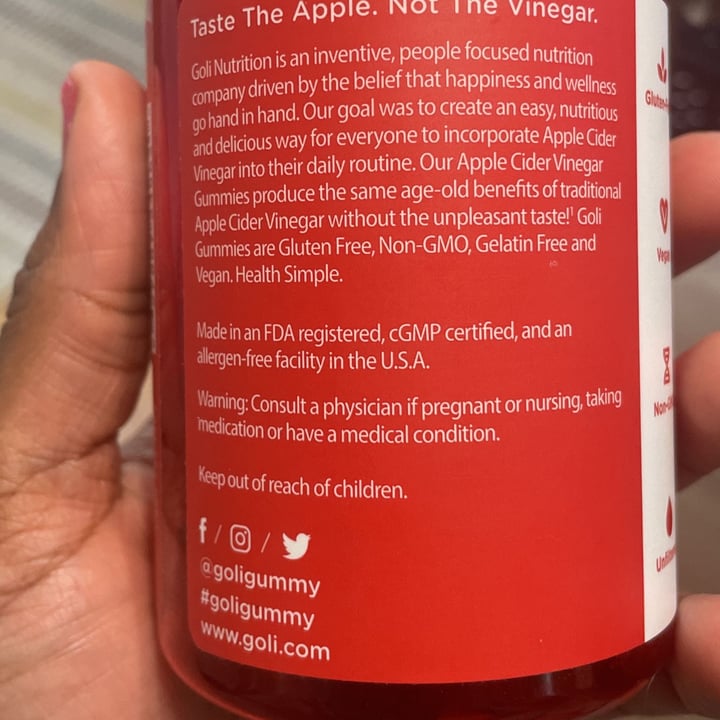 Taste The Apple. Not The Vinegar.
Goli Nutrition is an inventive, people focused nutrition
company driven by the belief that happiness and wellness
go hand in hand. Our goal was to create an easy, nutritious
and delicious way for everyone to incorporate Apple Cider
Vinegar into their daily routine. Our Apple Cider Vinegar
Gummies produce the same age-old benefits of traditional
Apple Cider Vinegar without the unpleasant taste!¹ Goli
Gummies are Gluten Free, Non-GMO, Gelatin Free and
Vegan. Health Simple.
Made in an FDA registered, cGMP certified, and an
allergen-free facility in the U.S.A.
Warning: Consult a physician if pregnant or nursing, taking
medication or have a medical condition.
Keep out of reach of children.
f / /
@goligummy
#goligummy
www.goli.com
Vegan